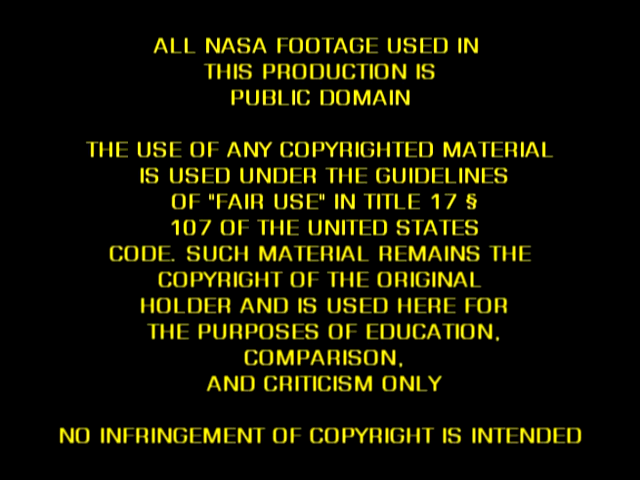 ALL NASA FOOTAGE USED IN
THIS PRODUCTION IS
PUBLIC DOMAIN
THE USE OF ANY COPYRIGHTED MATERIAL
IS USED UNDER THE GUIDELINES
OF "FAIR USE" IN TITLE 17 §
107 OF THE UNITED STATES
CODE. SUCH MATERIAL REMAINS THE
COPYRIGHT OF THE ORIGINAL
HOLDER AND IS USED HERE FOR
THE PURPOSES OF EDUCATION,
COMPARISON,
AND CRITICISM ONLY
NO INFRINGEMENT OF COPYRIGHT IS INTENDED